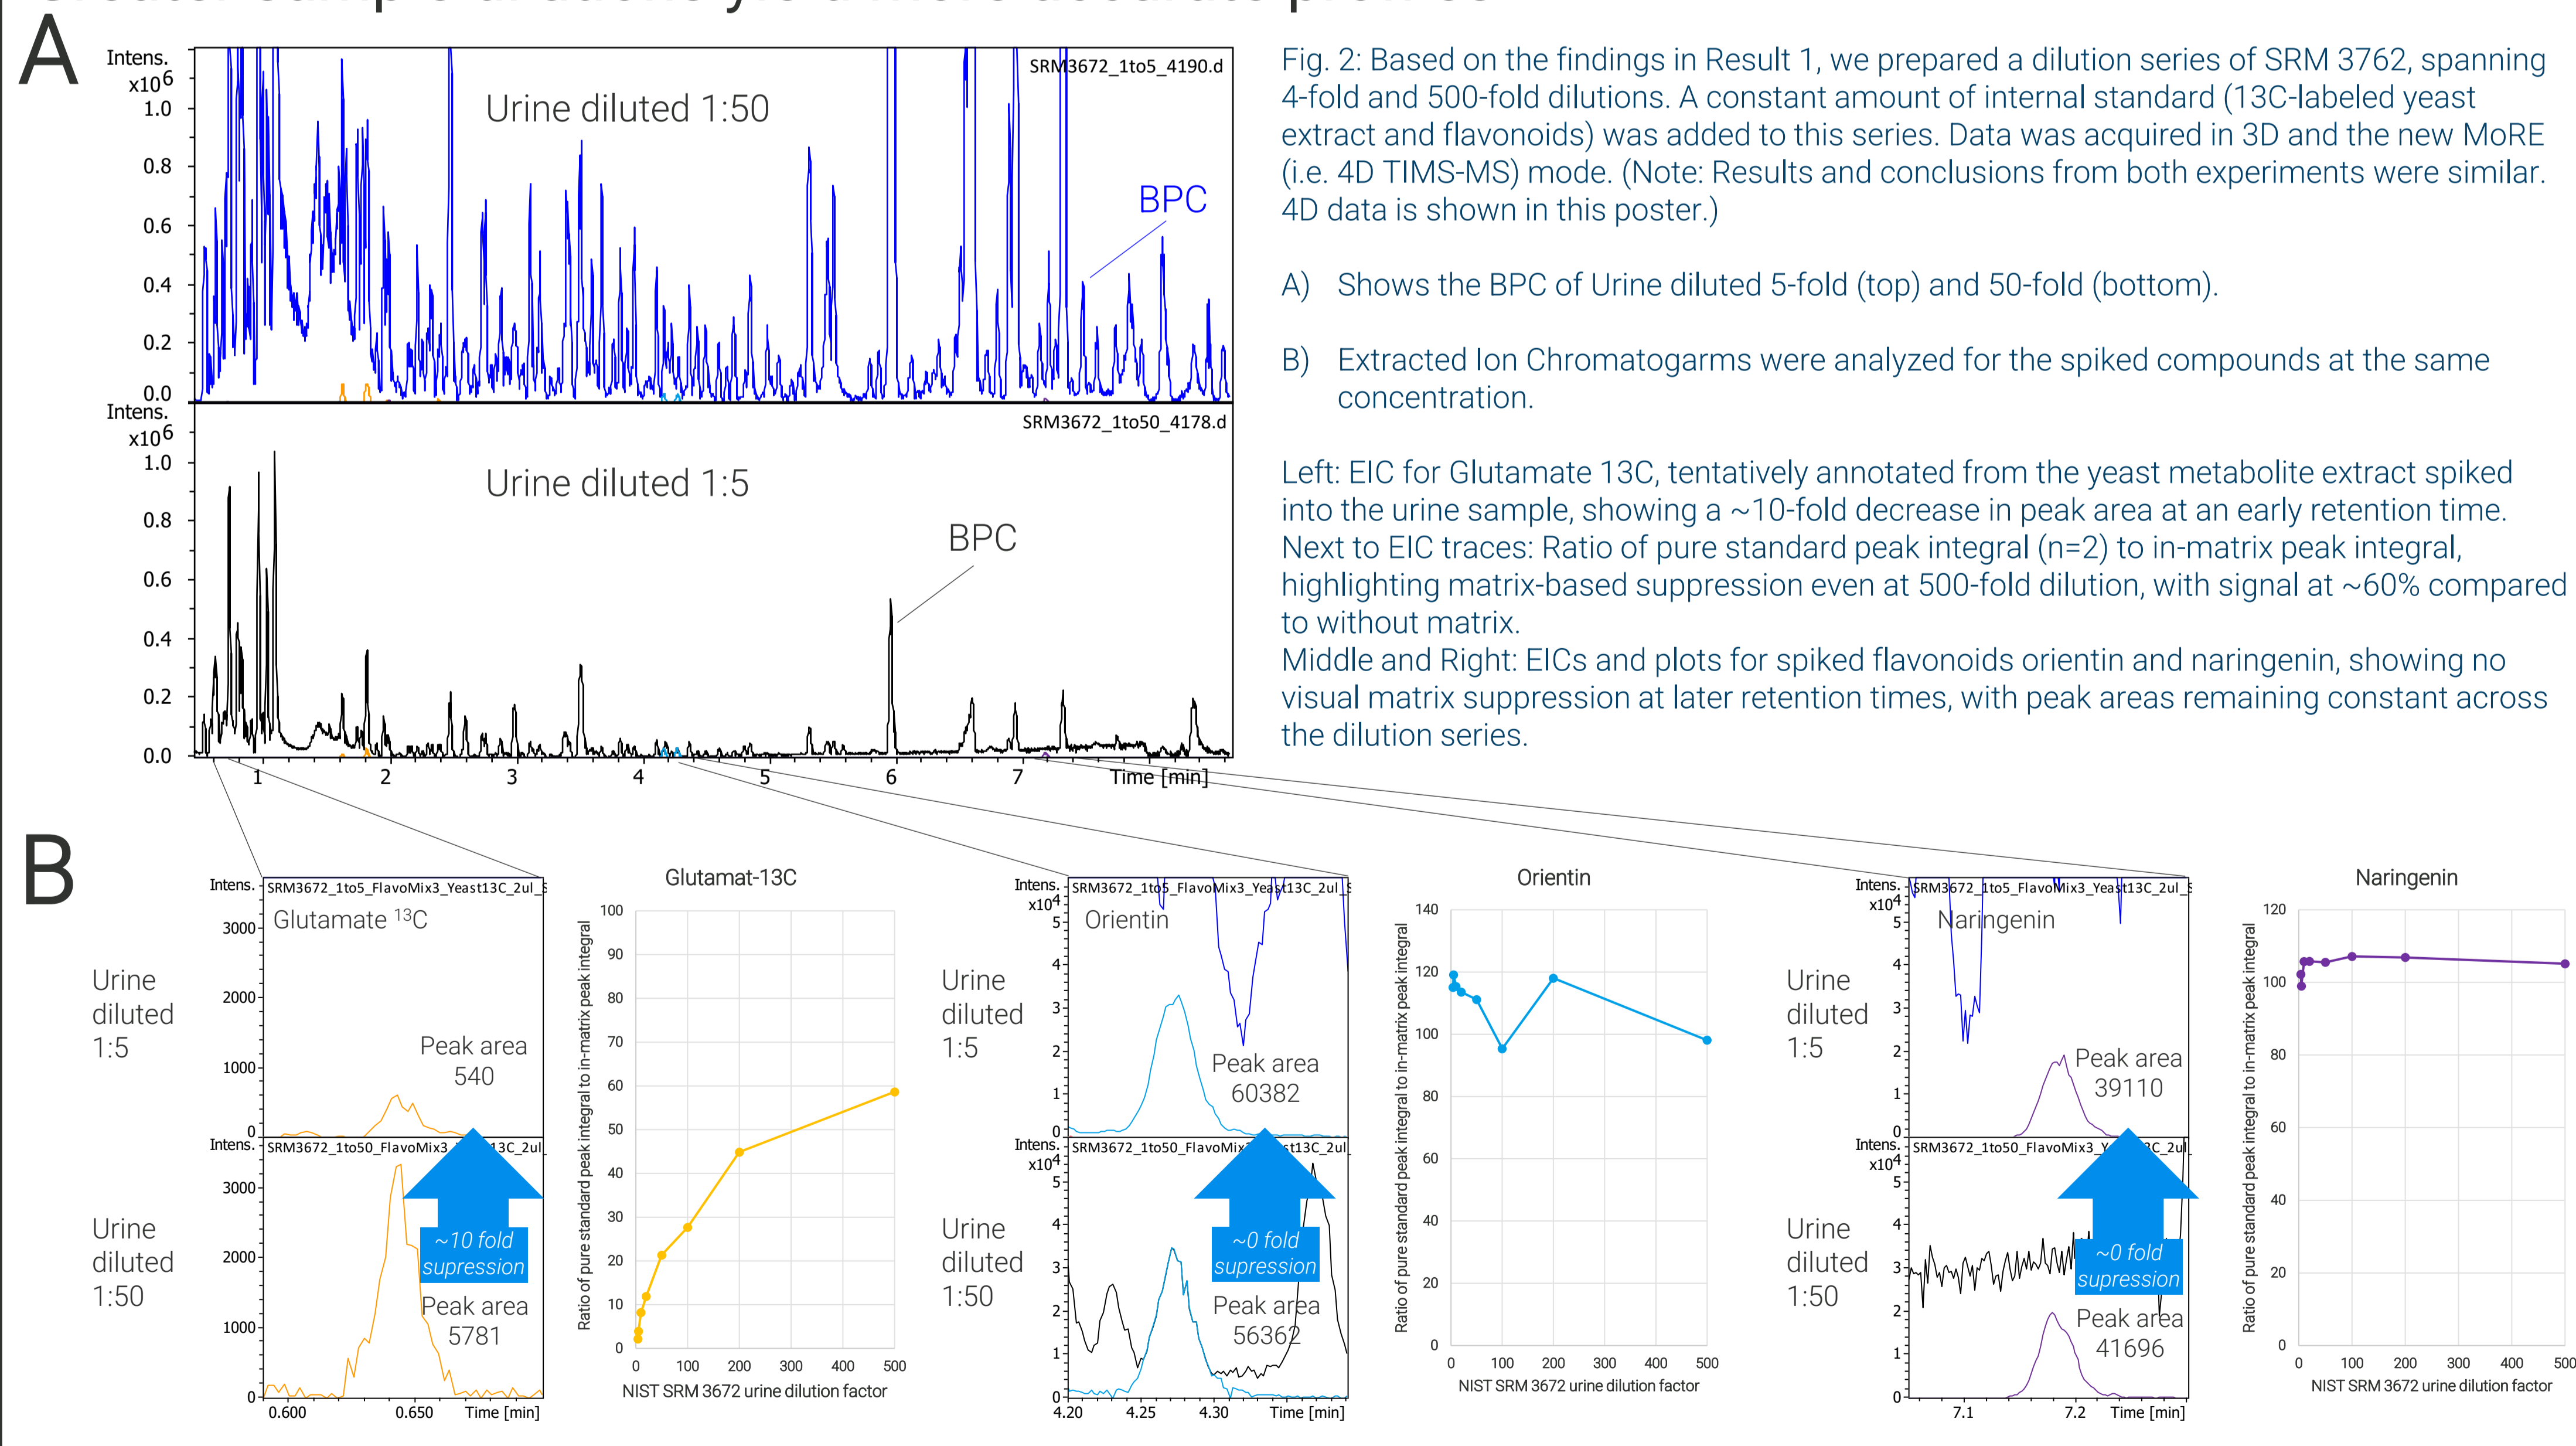 A
Intens.
x10⁶
1.0
0.8
0.6
0.4
0.2
0.0
SRM3672_1to5_4190.d
Urine diluted 1:50
BPC
Intens.
x10⁶
1.0
0.8
0.6
0.4
0.2
0.0
SRM3672_1to50_4178.d
Urine diluted 1:5
BPC
1 2 3 4 5 6 7 Time [min]
Fig. 2: Based on the findings in Result 1, we prepared a dilution series of SRM 3762, spanning
4-fold and 500-fold dilutions. A constant amount of internal standard (13C-labeled yeast
extract and flavonoids) was added to this series. Data was acquired in 3D and the new MoRE
(i.e. 4D TIMS-MS) mode. (Note: Results and conclusions from both experiments were similar.
4D data is shown in this poster.)
A) Shows the BPC of Urine diluted 5-fold (top) and 50-fold (bottom).
B) Extracted Ion Chromatogarms were analyzed for the spiked compounds at the same
concentration.
Left: EIC for Glutamate 13C, tentatively annotated from the yeast metabolite extract spiked
into the urine sample, showing a ~10-fold decrease in peak area at an early retention time.
Next to EIC traces: Ratio of pure standard peak integral (n=2) to in-matrix peak integral,
highlighting matrix-based suppression even at 500-fold dilution, with signal at ~60% compared
to without matrix.
Middle and Right: EICs and plots for spiked flavonoids orientin and naringenin, showing no
visual matrix suppression at later retention times, with peak areas remaining constant across
the dilution series.
B
Urine
diluted
1:5
Intens.
3000
2000
1000
0
SRM3672_1to5_FlavoMix3_Yeast13C_2ul_
Glutamate ¹³C
Peak area
540
Urine
diluted
1:50
Intens.
3000
2000
1000
0
SRM3672_1to50_FlavoMix3_ 13C_2ul_
~10 fold
supression
Peak area
5781
0.600 0.650 Time [min]
Glutamat-13C
Ratio of pure standard peak integral to in-matrix peak integral
100
90
80
70
60
50
40
30
20
10
0
0 100 200 300 400 500
NIST SRM 3672 urine dilution factor
Urine
diluted
1:5
Intens.
x10⁴
5
4
3
2
1
0
SRM3672_1to5_FlavoMix3_Yeast13C_2ul_S
Orientin
Peak area
60382
Urine
diluted
1:50
Intens.
x10⁴
5
4
3
2
1
0
SRM3672_1to50_FlavoMix3_ st13C_2ul_
~0 fold
supression
Peak area
56362
4.20 4.25 4.30 Time [min]
Orientin
Ratio of pure standard peak integral to in-matrix peak integral
140
120
100
80
60
40
20
0
0 100 200 300 400 500
NIST SRM 3672 urine dilution factor
Urine
diluted
1:5
Intens.
x10⁴
5
4
3
2
1
0
SRM3672_1to5_FlavoMix3_Yeast13C_2ul_S
Naringenin
Peak area
39110
Urine
diluted
1:50
Intens.
x10⁴
5
4
3
2
1
0
SRM3672_1to50_FlavoMix3_Y 3C_2ul_
~0 fold
supression
Peak area
41696
7.1 7.2 Time [min]
Naringenin
Ratio of pure standard peak integral to in-matrix peak integral
120
100
80
60
40
20
0
0 100 200 300 400 500
NIST SRM 3672 urine dilution factor